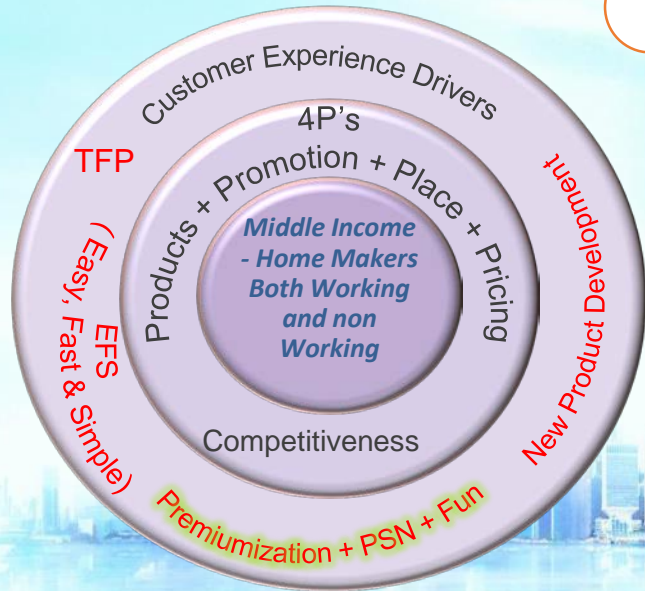 Customer Experience Drivers
TFP
EFS
( Easy, Fast & Simple)
New Product Development
Premiumization + PSN + Fun
4P's
Products + Promotion + Place + Pricing
Competitiveness
Middle Income
- Home Makers
Both Working
and non
Working